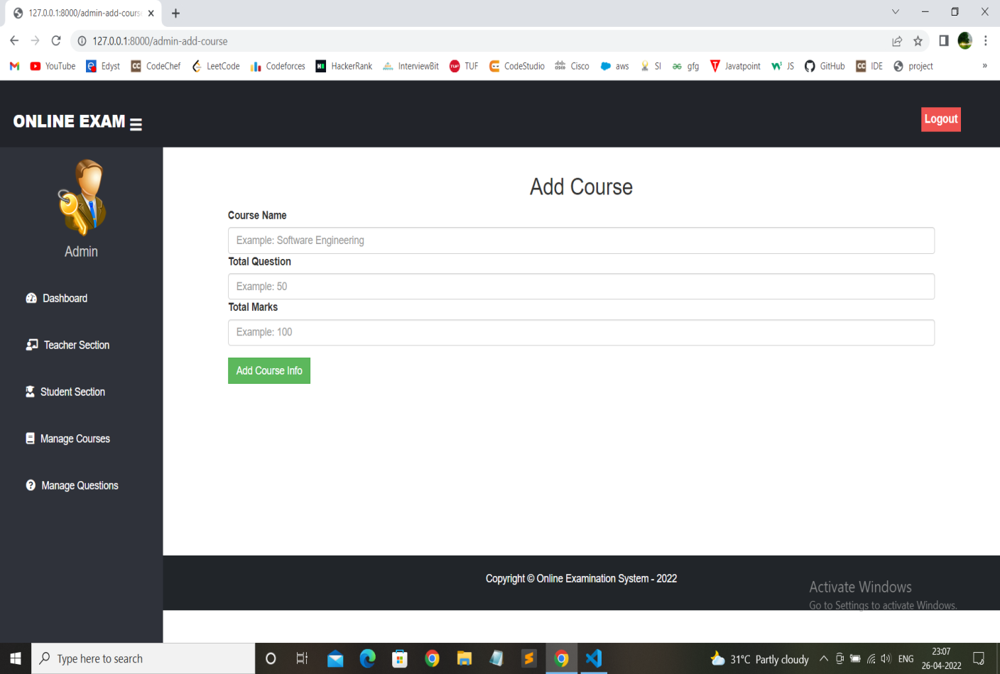 127.0.0.1:8000/admin-add-cours
127.0.0.1:8000/admin-add-course
YouTube Edyst CodeChef LeetCode Codeforces HackerRank InterviewBit TUF CodeStudio Cisco aws SI gfg Javatpoint JS GitHub IDE project »
ONLINE EXAM
Logout
Admin
Dashboard
Teacher Section
Student Section
Manage Courses
Manage Questions
Add Course
Course Name
Example: Software Engineering
Total Question
Example: 50
Total Marks
Example: 100
Add Course Info
Copyright © Online Examination System - 2022
Activate Windows
Go to Settings to activate Windows.
Type here to search
31°C Partly cloudy
ENG
23:07
26-04-2022